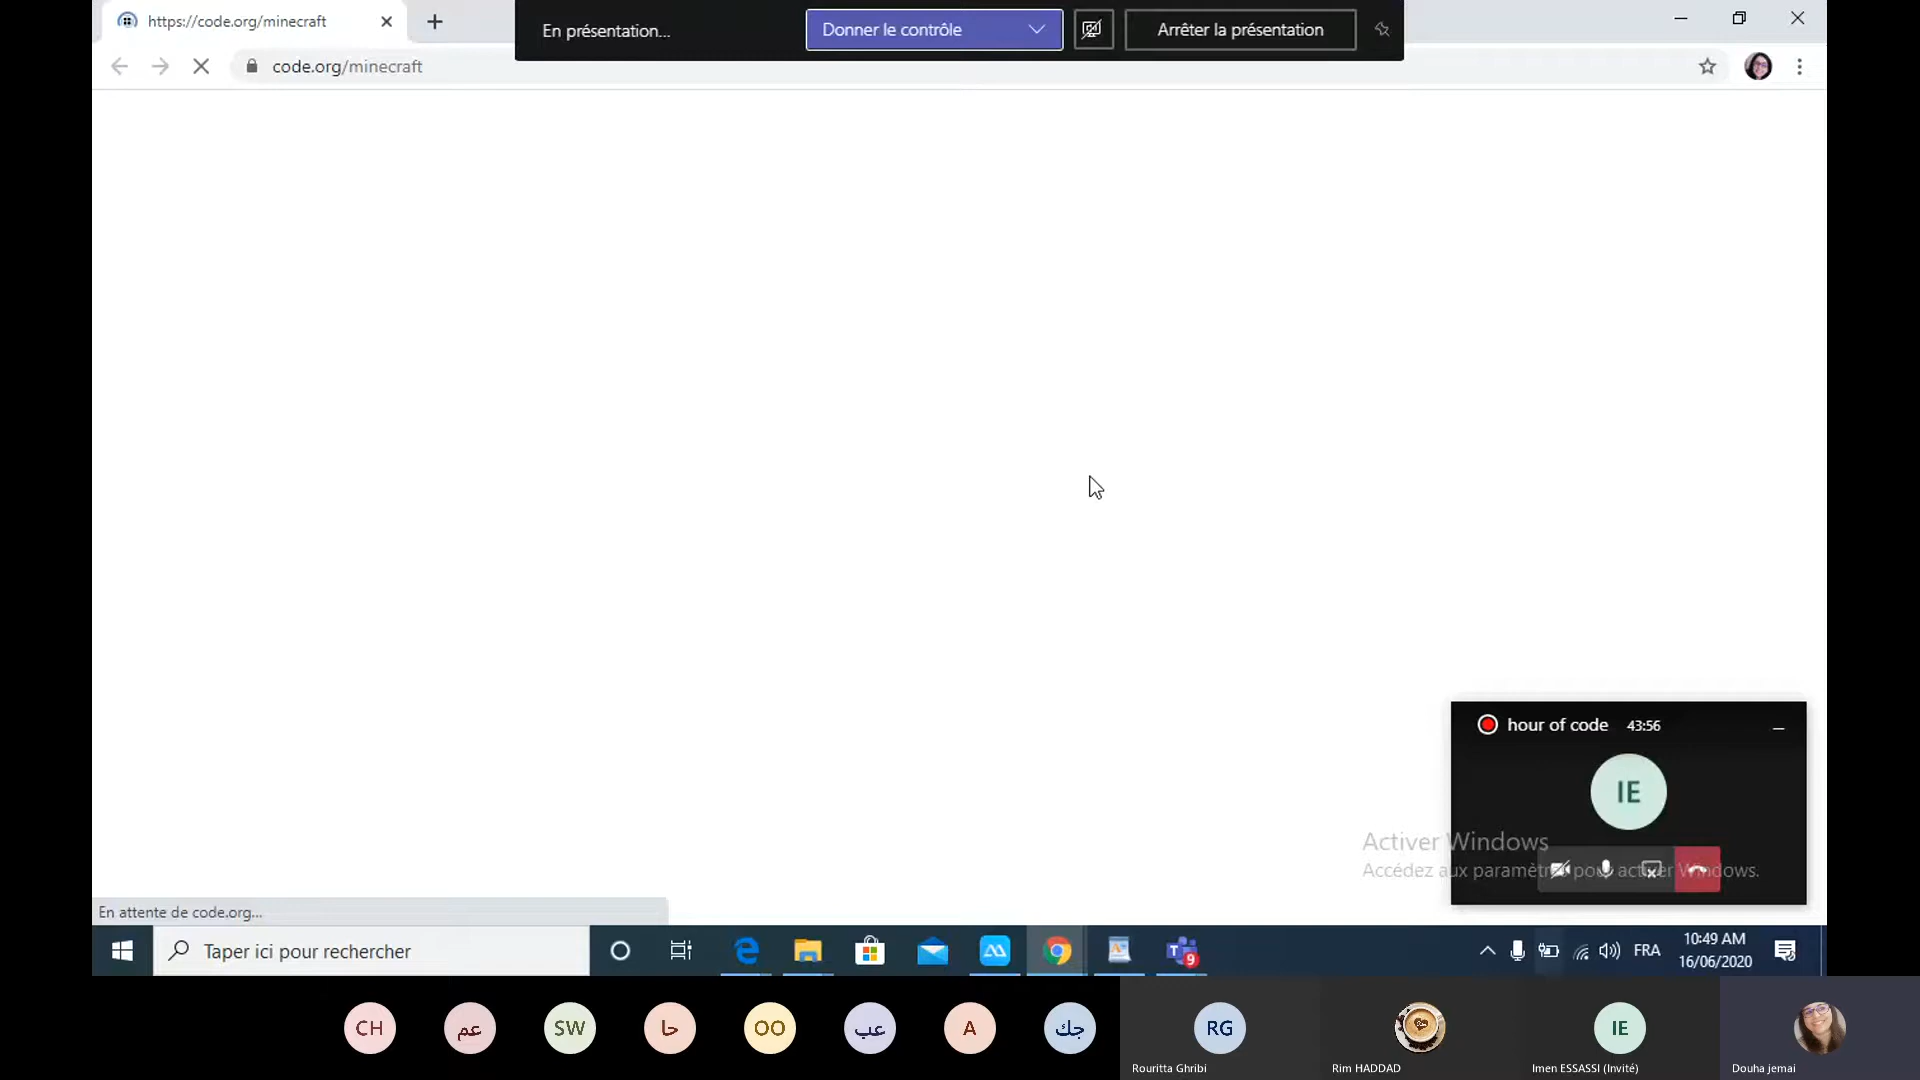 https://code.org/minecraft
En présentation...
Donner le contrôle
Arrêter la présentation
code.org/minecraft
hour of code 43:56
IE
Activer Windows
Accédez aux paramètres pour activer Windows.
En attente de code.org...
Taper ici pour rechercher
9
FRA
10:49 AM
16/06/2020
CH
عم
SW
حا
OO
عب
A
جك
RG
IE
Rouritta Ghribi
Rim HADDAD
Imen ESSASSI (Invité)
Douha jemai